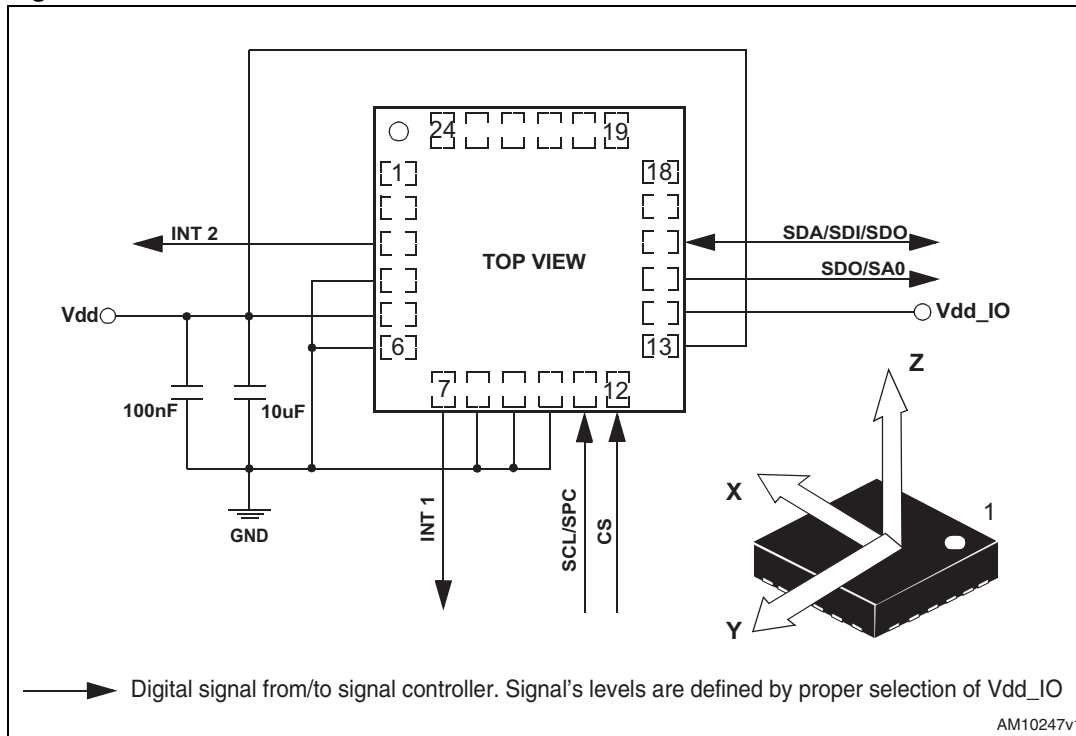 24 19
1 18
INT 2
SDA/SDI/SDO
TOP VIEW
SDO/SA0
Vdd
Vdd_IO
6 13
7 12
Z
100nF 10uF
X
1
GND
INT 1
SCL/SPC
CS
Y
Digital signal from/to signal controller. Signal's levels are defined by proper selection of Vdd_IO
AM10247v1